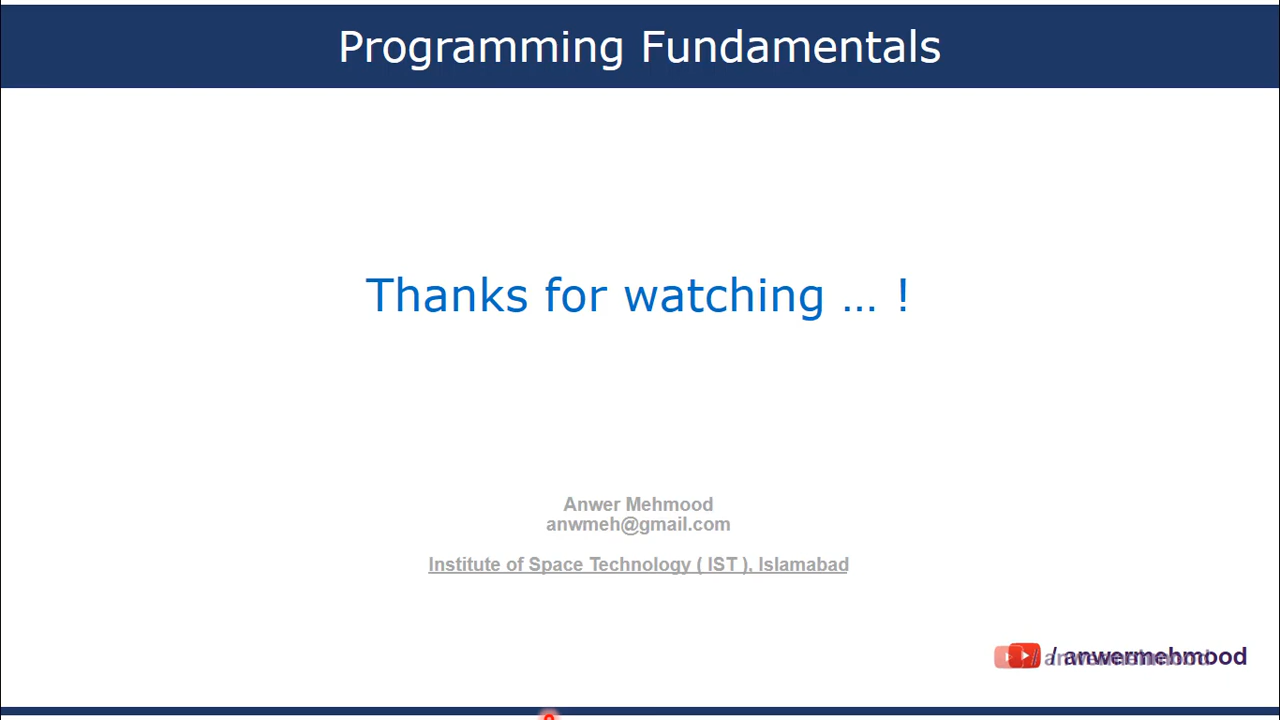 Programming Fundamentals
Thanks for watching … !
Anwer Mehmood
anwmeh@gmail.com
Institute of Space Technology ( IST ), Islamabad
/ anwermehmood